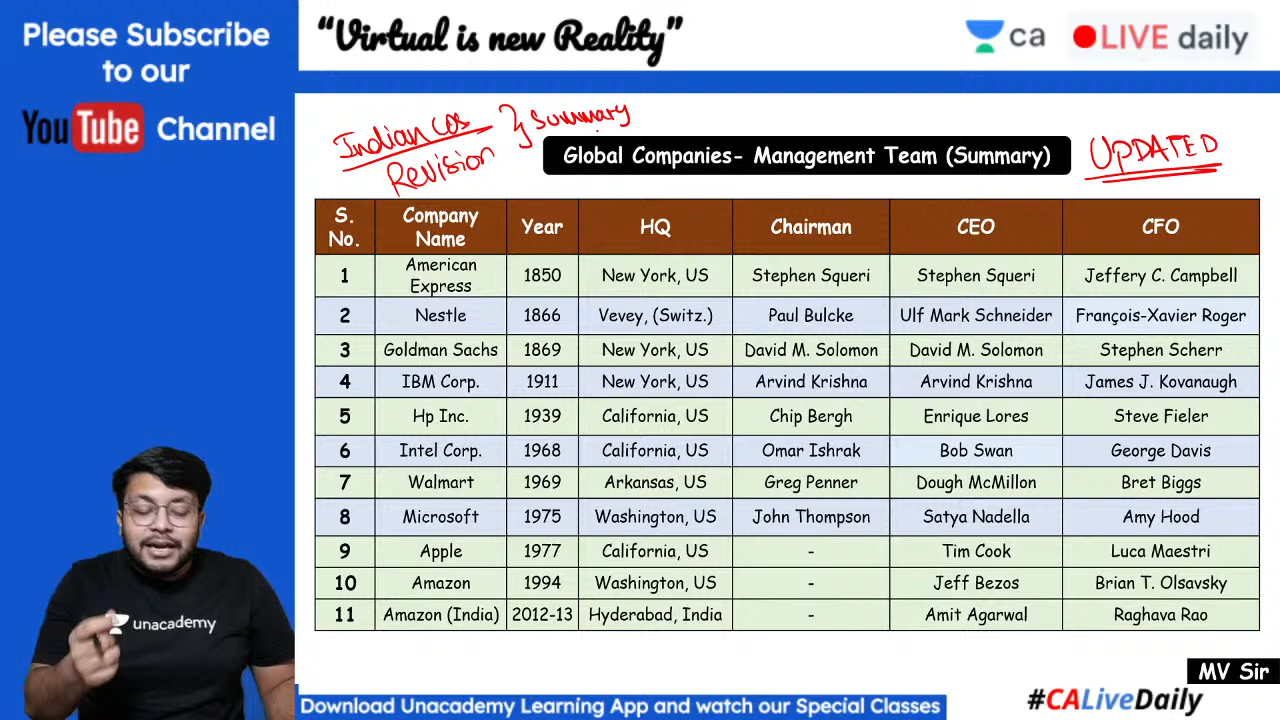 Please Subscribe
to our
YouTube Channel
"Virtual is new Reality"
ca
LIVE daily
Indian Cos
Revision
} Summary
Global Companies- Management Team (Summary)
UPDATED
S. No. Company Name Year HQ Chairman CEO CFO
1 American Express 1850 New York, US Stephen Squeri Stephen Squeri Jeffery C. Campbell
2 Nestle 1866 Vevey, (Switz.) Paul Bulcke Ulf Mark Schneider François-Xavier Roger
3 Goldman Sachs 1869 New York, US David M. Solomon David M. Solomon Stephen Scherr
4 IBM Corp. 1911 New York, US Arvind Krishna Arvind Krishna James J. Kovanaugh
5 Hp Inc. 1939 California, US Chip Bergh Enrique Lores Steve Fieler
6 Intel Corp. 1968 California, US Omar Ishrak Bob Swan George Davis
7 Walmart 1969 Arkansas, US Greg Penner Dough McMillon Bret Biggs
8 Microsoft 1975 Washington, US John Thompson Satya Nadella Amy Hood
9 Apple 1977 California, US - Tim Cook Luca Maestri
10 Amazon 1994 Washington, US - Jeff Bezos Brian T. Olsavsky
11 Amazon (India) 2012-13 Hyderabad, India - Amit Agarwal Raghava Rao
unacademy
MV Sir
#CALiveDaily
Download Unacademy Learning App and watch our Special Classes